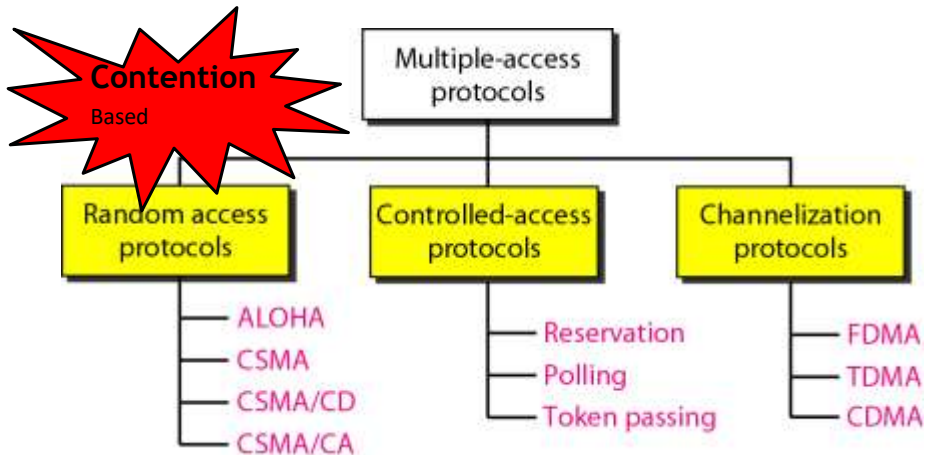 Contention
Based
Multiple-access
protocols
Random access
protocols
ALOHA
CSMA
CSMA/CD
CSMA/CA
Controlled-access
protocols
Reservation
Polling
Token passing
Channelization
protocols
FDMA
TDMA
CDMA